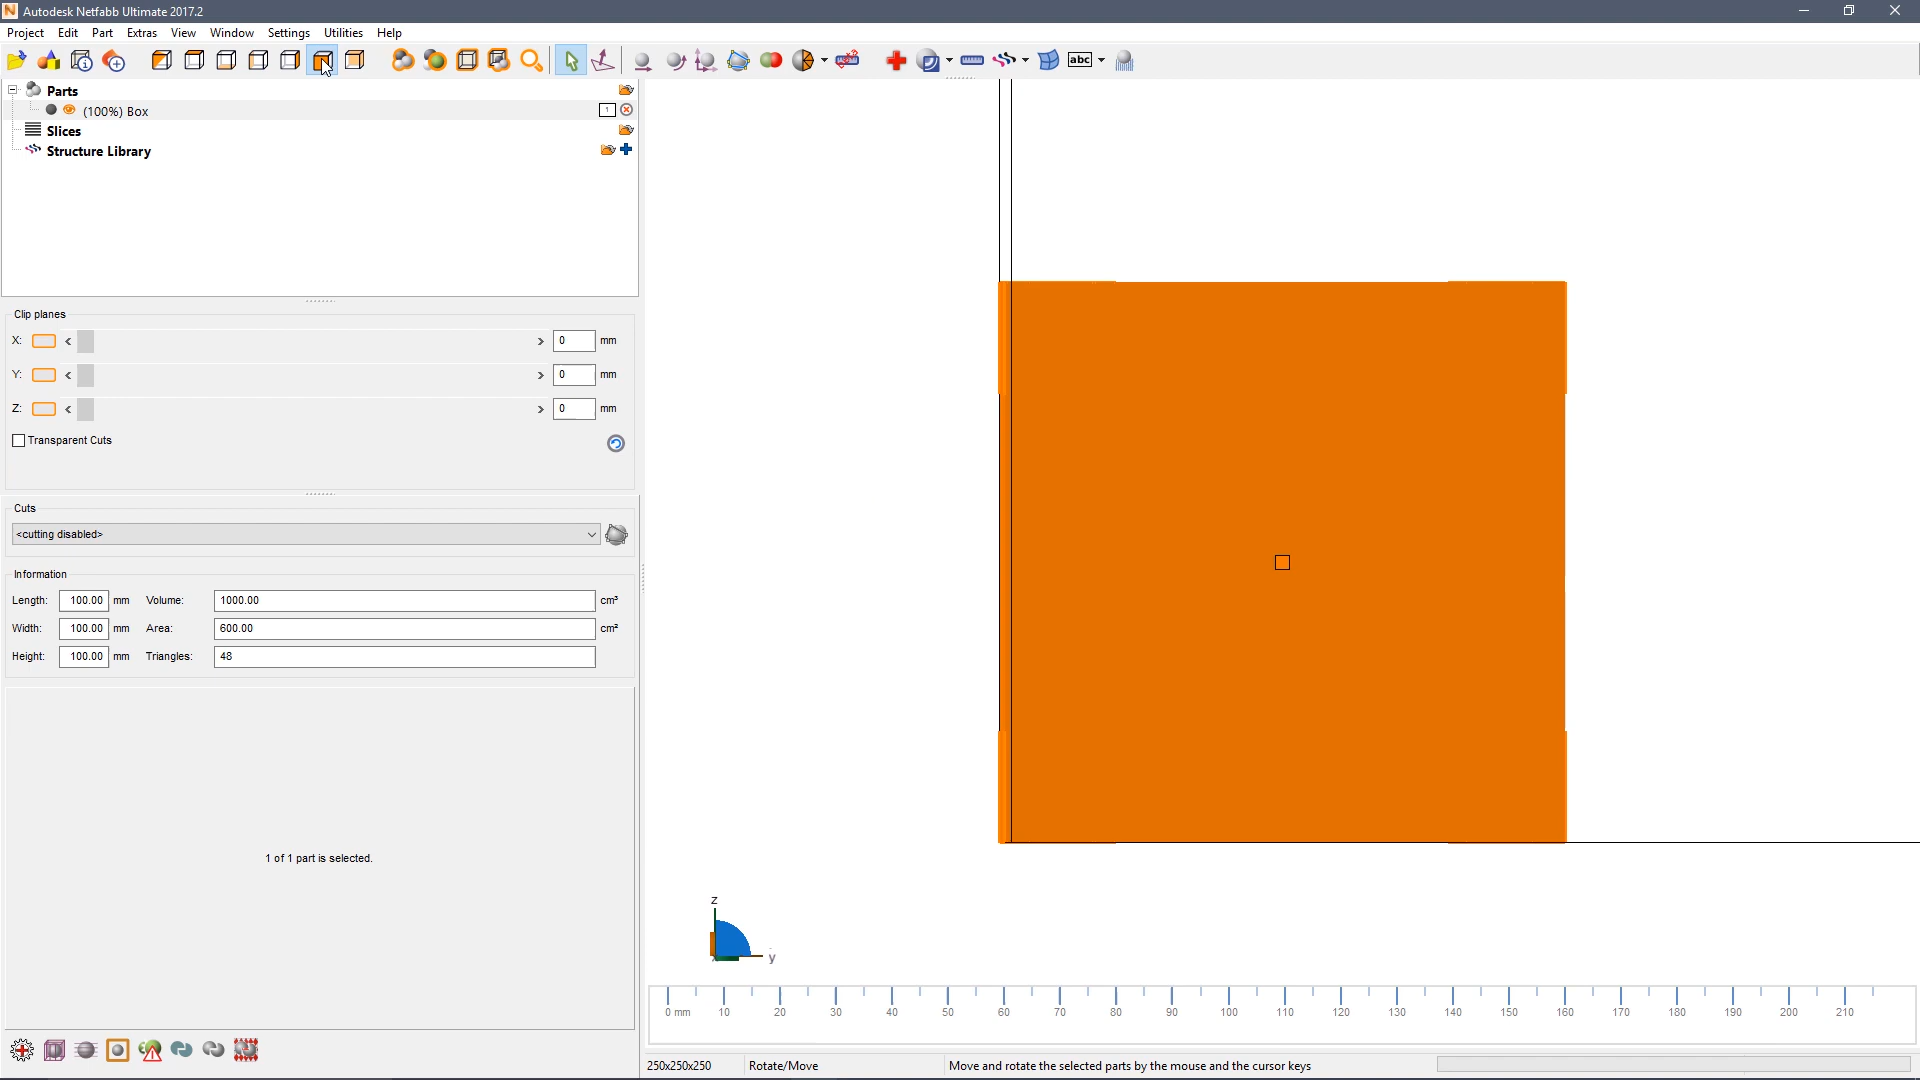 Autodesk Netfabb Ultimate 2017.2
Project Edit Part Extras View Window Settings Utilities Help
abc
Parts
(100%) Box
1
Slices
Structure Library
Clip planes
X: < > 0 mm
Y: < > 0 mm
Z: < > 0 mm
Transparent Cuts
Cuts
<cutting disabled>
Information
Length: 100.00 mm Volume: 1000.00 cm³
Width: 100.00 mm Area: 600.00 cm²
Height: 100.00 mm Triangles: 48
1 of 1 part is selected.
z
y
0 mm 10 20 30 40 50 60 70 80 90 100 110 120 130 140 150 160 170 180 190 200 210
250x250x250 Rotate/Move Move and rotate the selected parts by the mouse and the cursor keys